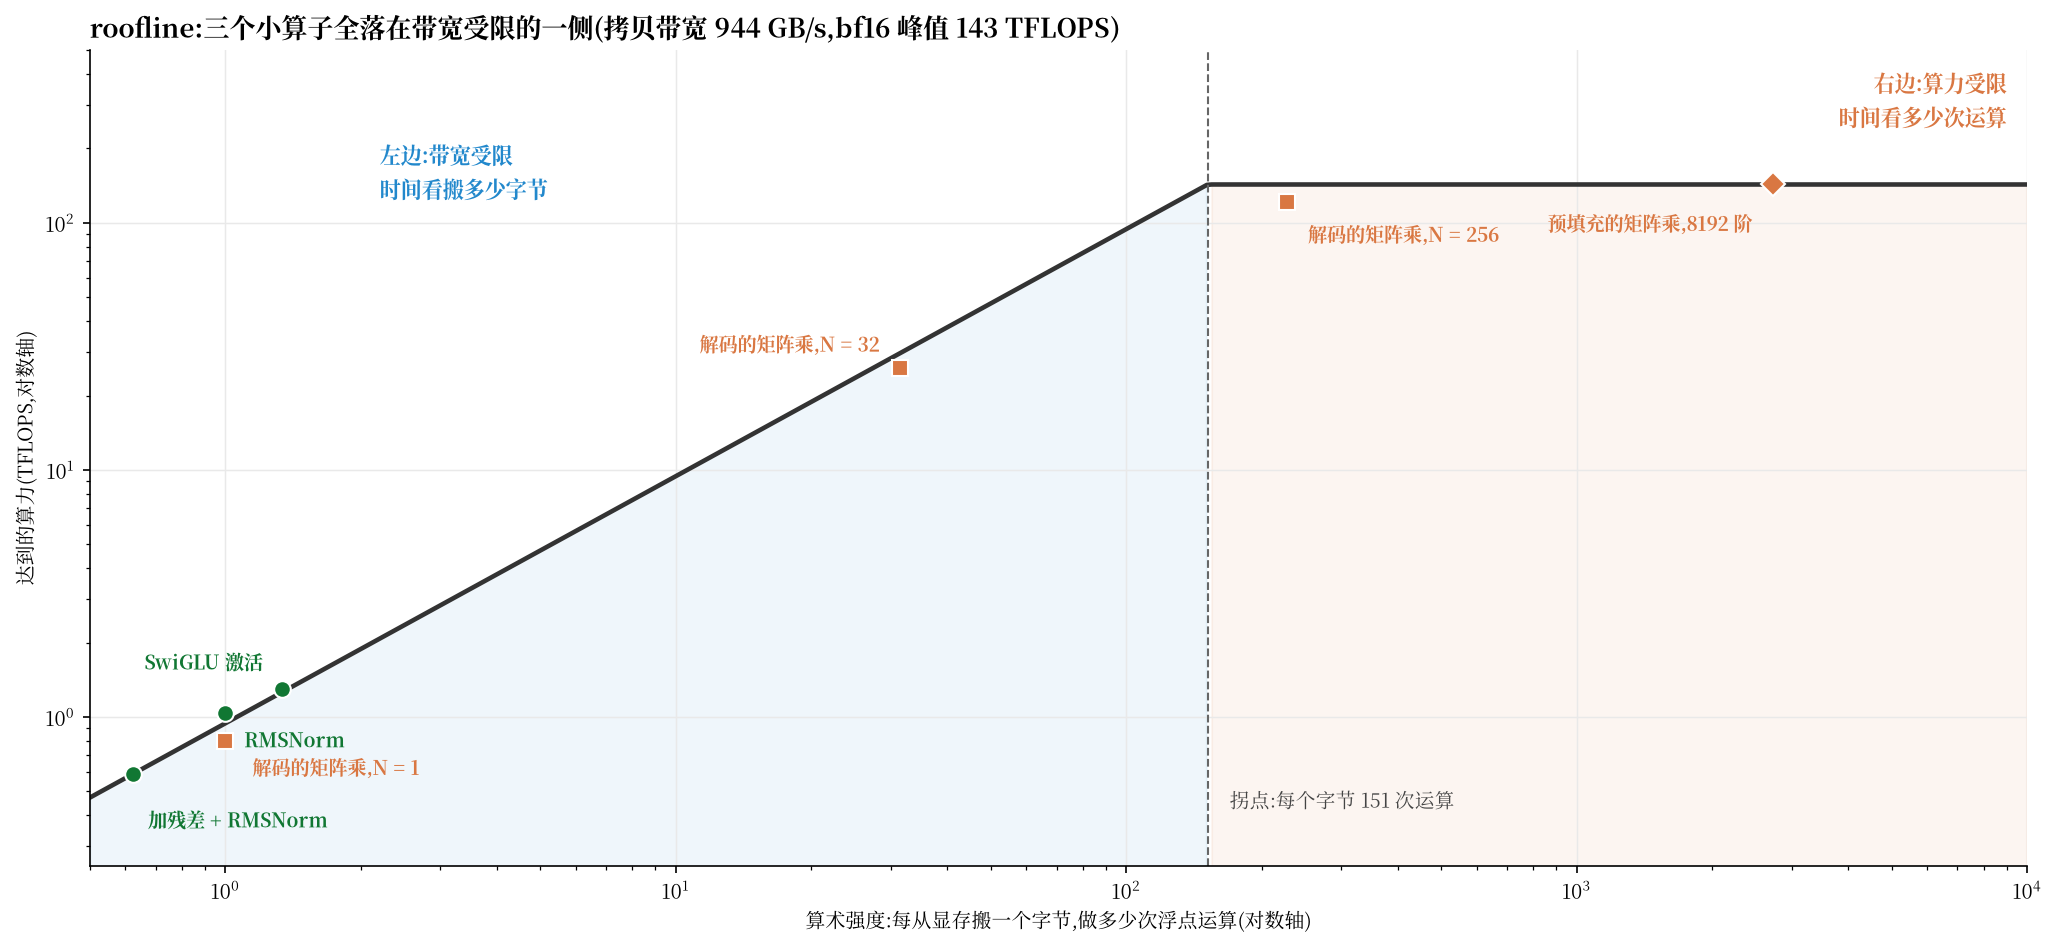 roofline:三个小算子全落在带宽受限的一侧(拷贝带宽 944 GB/s,bf16 峰值 143 TFLOPS)
右边:算力受限
时间看多少次运算
左边:带宽受限
时间看搬多少字节
预填充的矩阵乘,8192 阶
解码的矩阵乘,N = 256
解码的矩阵乘,N = 32
SwiGLU 激活
RMSNorm
解码的矩阵乘,N = 1
加残差 + RMSNorm
拐点:每个字节 151 次运算
达到的算力(TFLOPS,对数轴)
10²
10¹
10⁰
10⁰ 10¹ 10² 10³ 10⁴
算术强度:每从显存搬一个字节,做多少次浮点运算(对数轴)